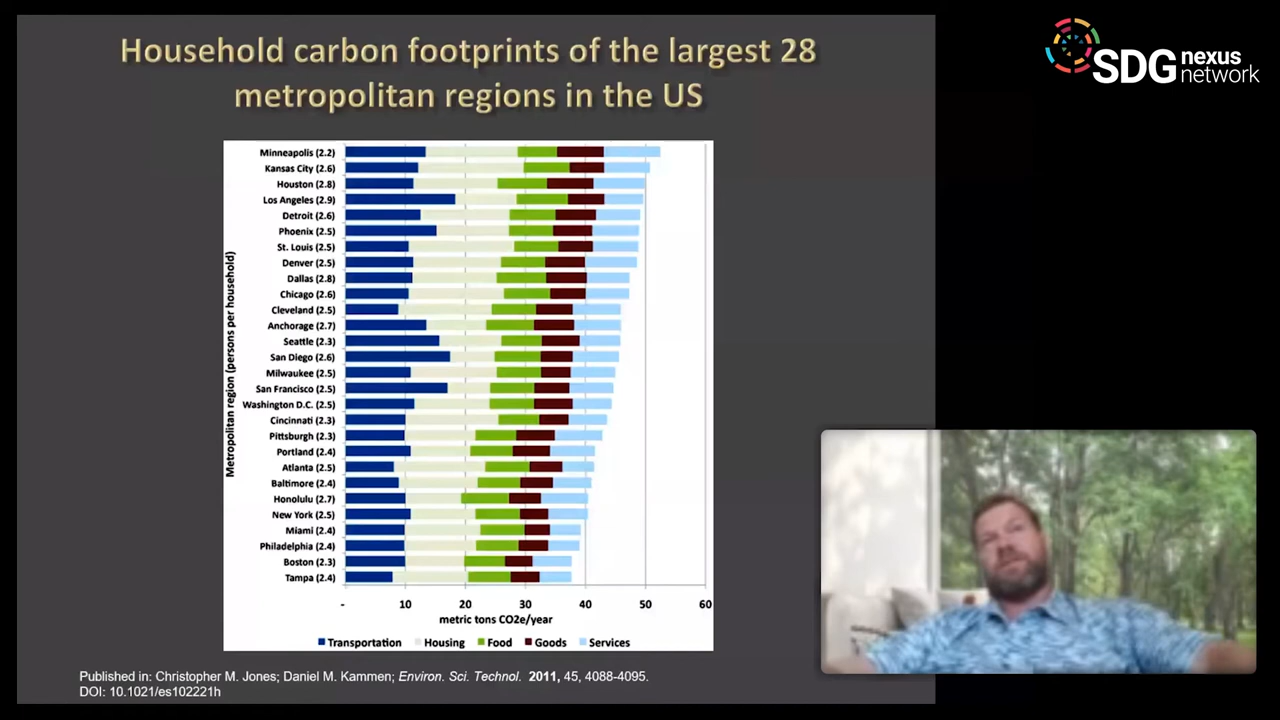 Household carbon footprints of the largest 28
metropolitan regions in the US
SDG nexus
network
Metropolitan region (persons per household)
Minneapolis (2.2)
Kansas City (2.6)
Houston (2.8)
Los Angeles (2.9)
Detroit (2.6)
Phoenix (2.5)
St. Louis (2.5)
Denver (2.5)
Dallas (2.8)
Chicago (2.6)
Cleveland (2.5)
Anchorage (2.7)
Seattle (2.3)
San Diego (2.6)
Milwaukee (2.5)
San Francisco (2.5)
Washington D.C. (2.5)
Cincinnati (2.3)
Pittsburgh (2.3)
Portland (2.4)
Atlanta (2.5)
Baltimore (2.4)
Honolulu (2.7)
New York (2.5)
Miami (2.4)
Philadelphia (2.4)
Boston (2.3)
Tampa (2.4)
- 10 20 30 40 50 60
metric tons CO2e/year
Transportation Housing Food Goods Services
Published in: Christopher M. Jones; Daniel M. Kammen; Environ. Sci. Technol. 2011, 45, 4088-4095.
DOI: 10.1021/es102221h